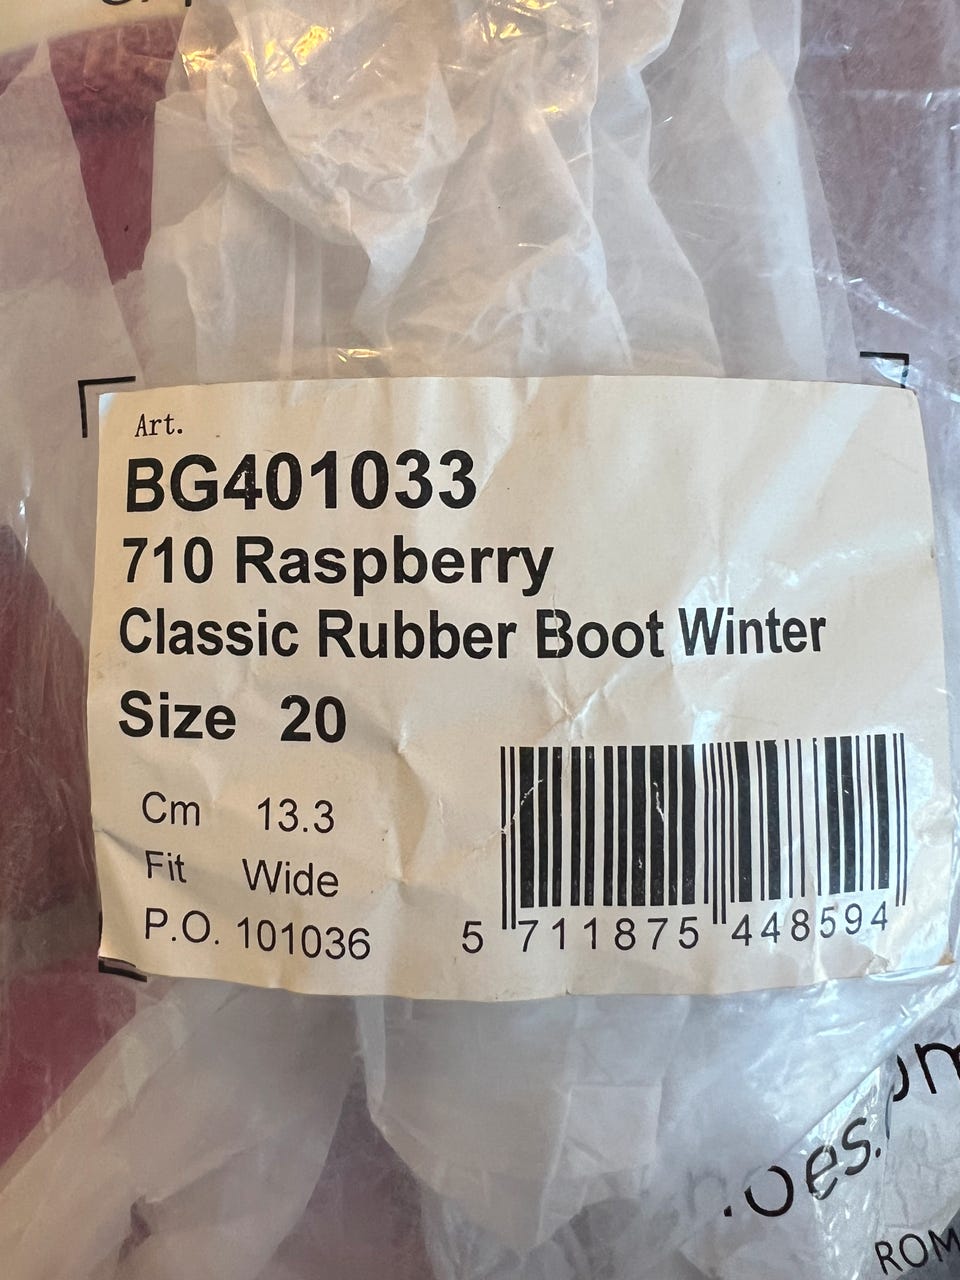 Art.
BG401033
710 Raspberry
Classic Rubber Boot Winter
Size 20
Cm 13.3
Fit Wide
P.O. 101036
5 711875 448594